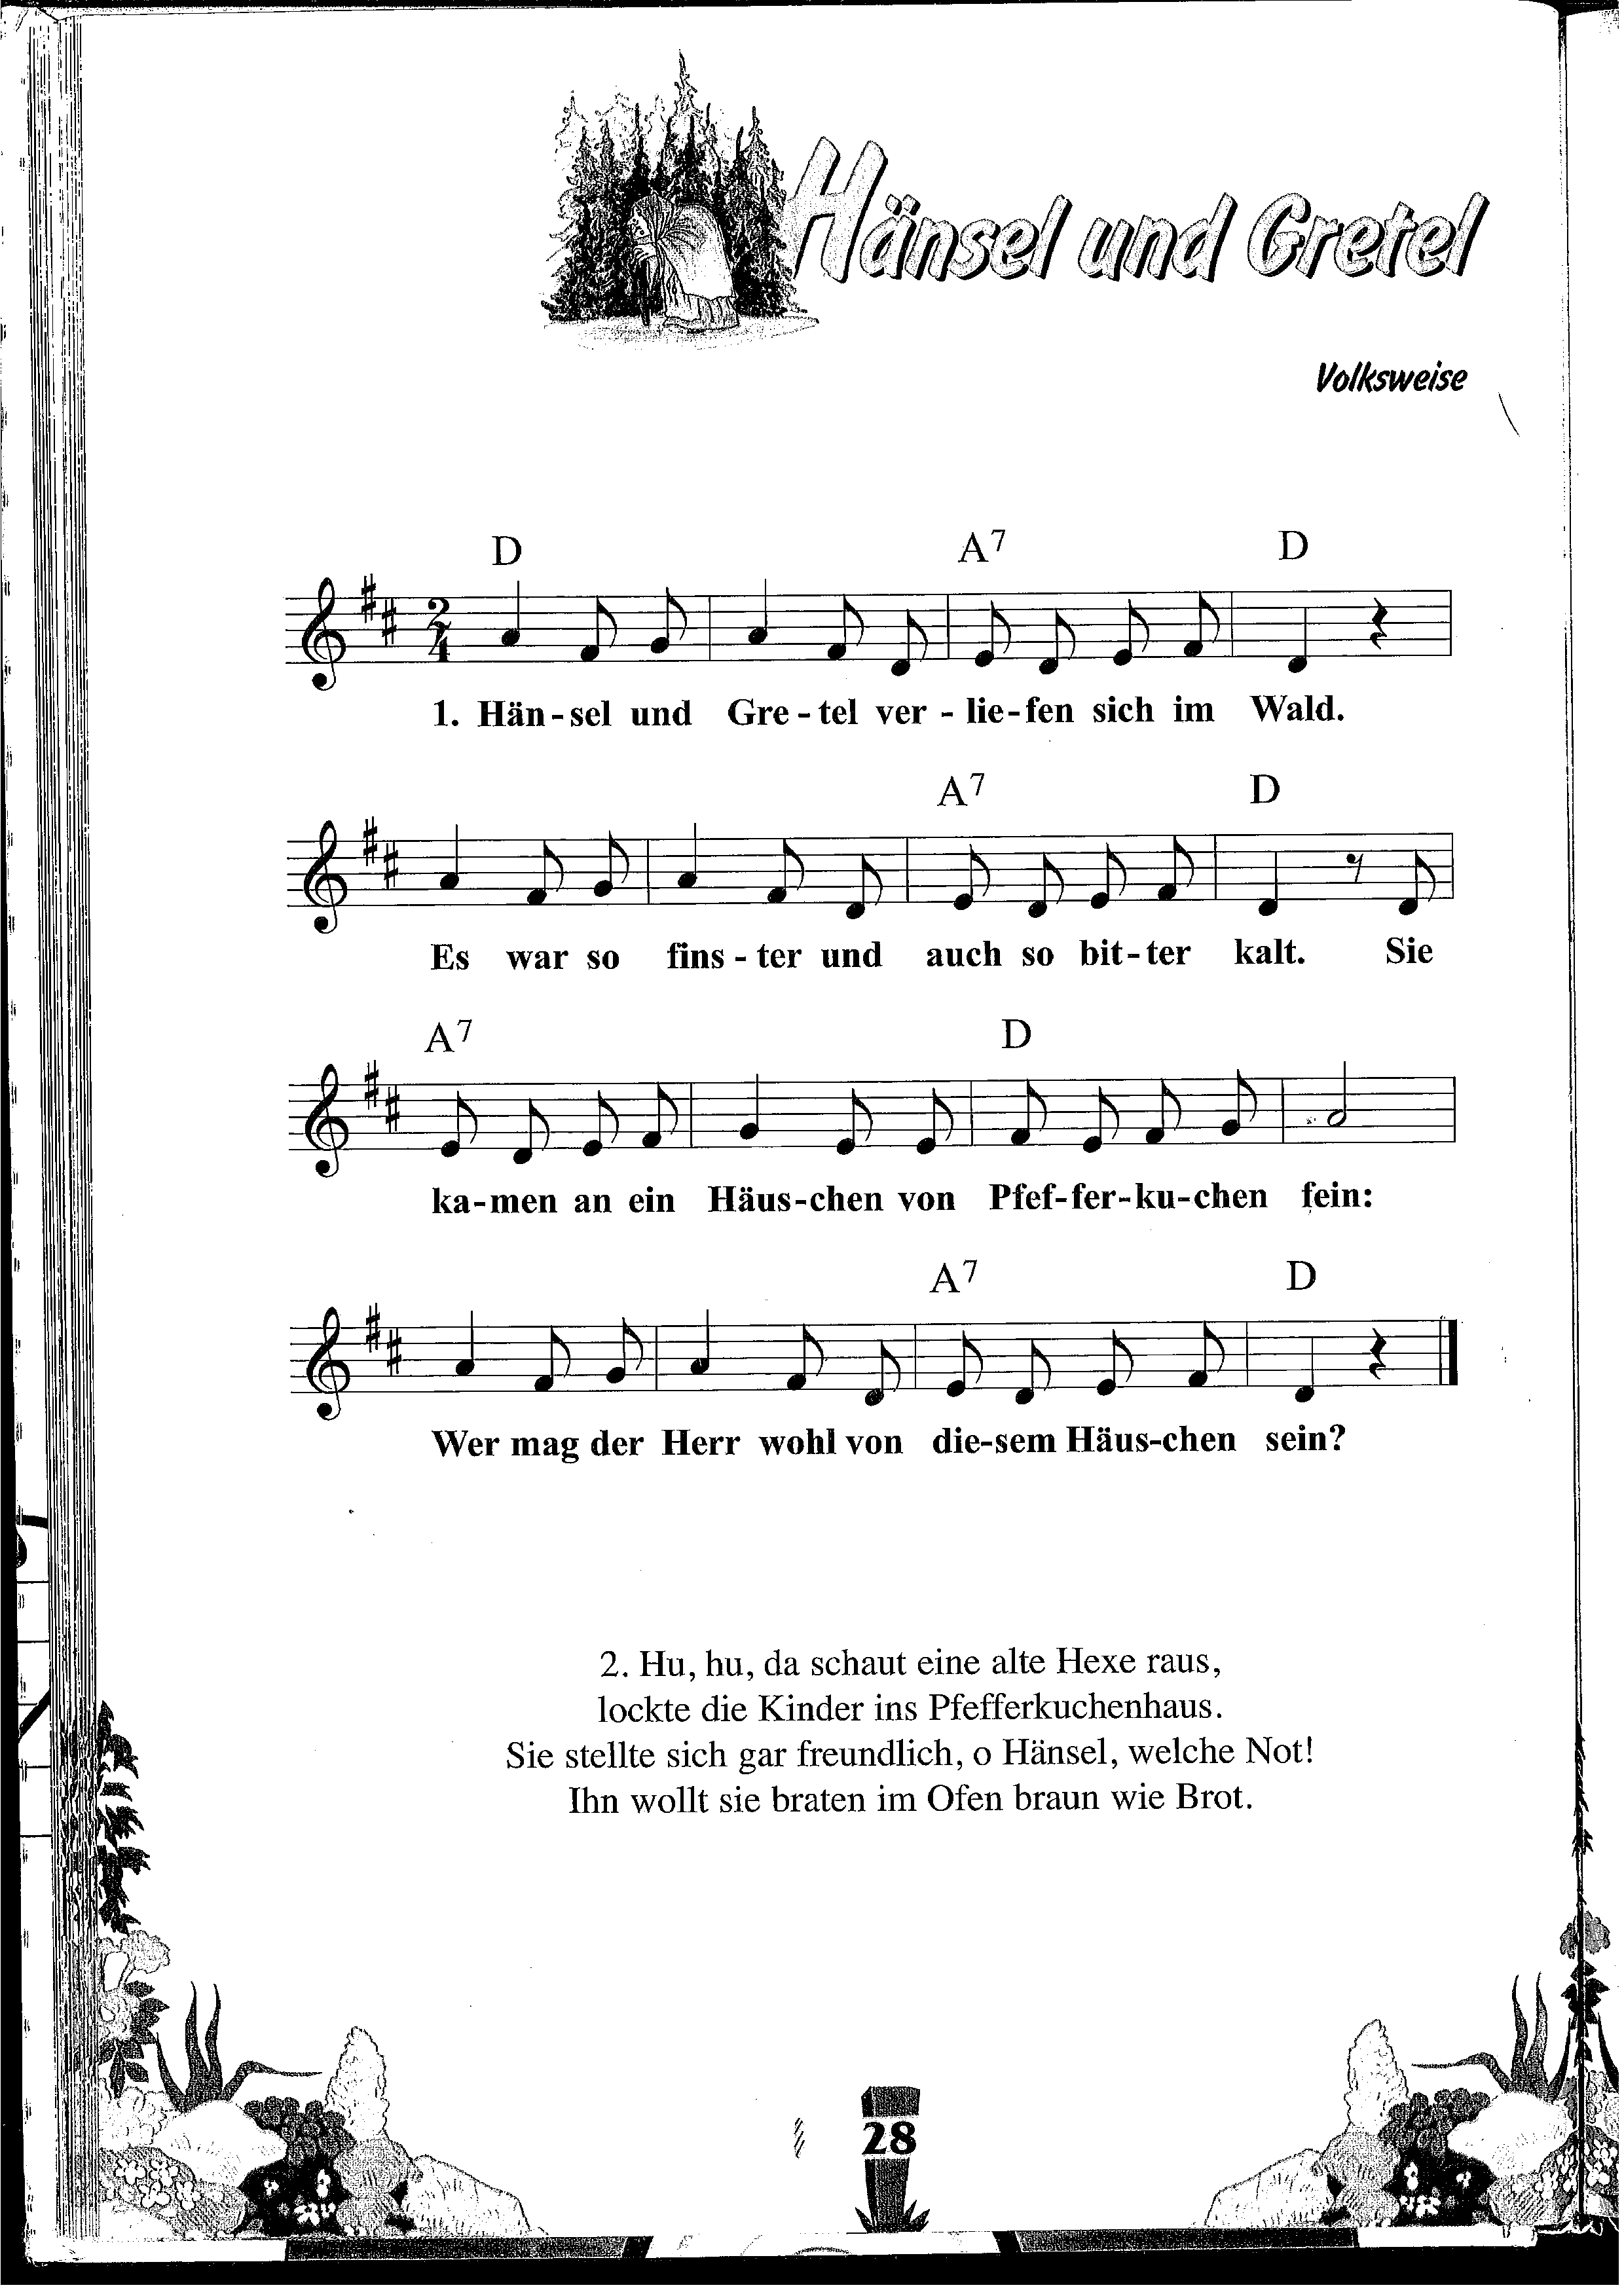 Hänsel und Gretel
Volksweise
D A7 D
1. Hän-sel und Gre-tel ver-lie-fen sich im Wald.
A7 D
Es war so fins-ter und auch so bit-ter kalt. Sie
A7 D
ka-men an ein Häus-chen von Pfef-fer-ku-chen fein:
A7 D
Wer mag der Herr wohl von die-sem Häus-chen sein?
2. Hu, hu, da schaut eine alte Hexe raus,
lockte die Kinder ins Pfefferkuchenhaus.
Sie stellte sich gar freundlich, o Hänsel, welche Not!
Ihn wollt sie braten im Ofen braun wie Brot.
28